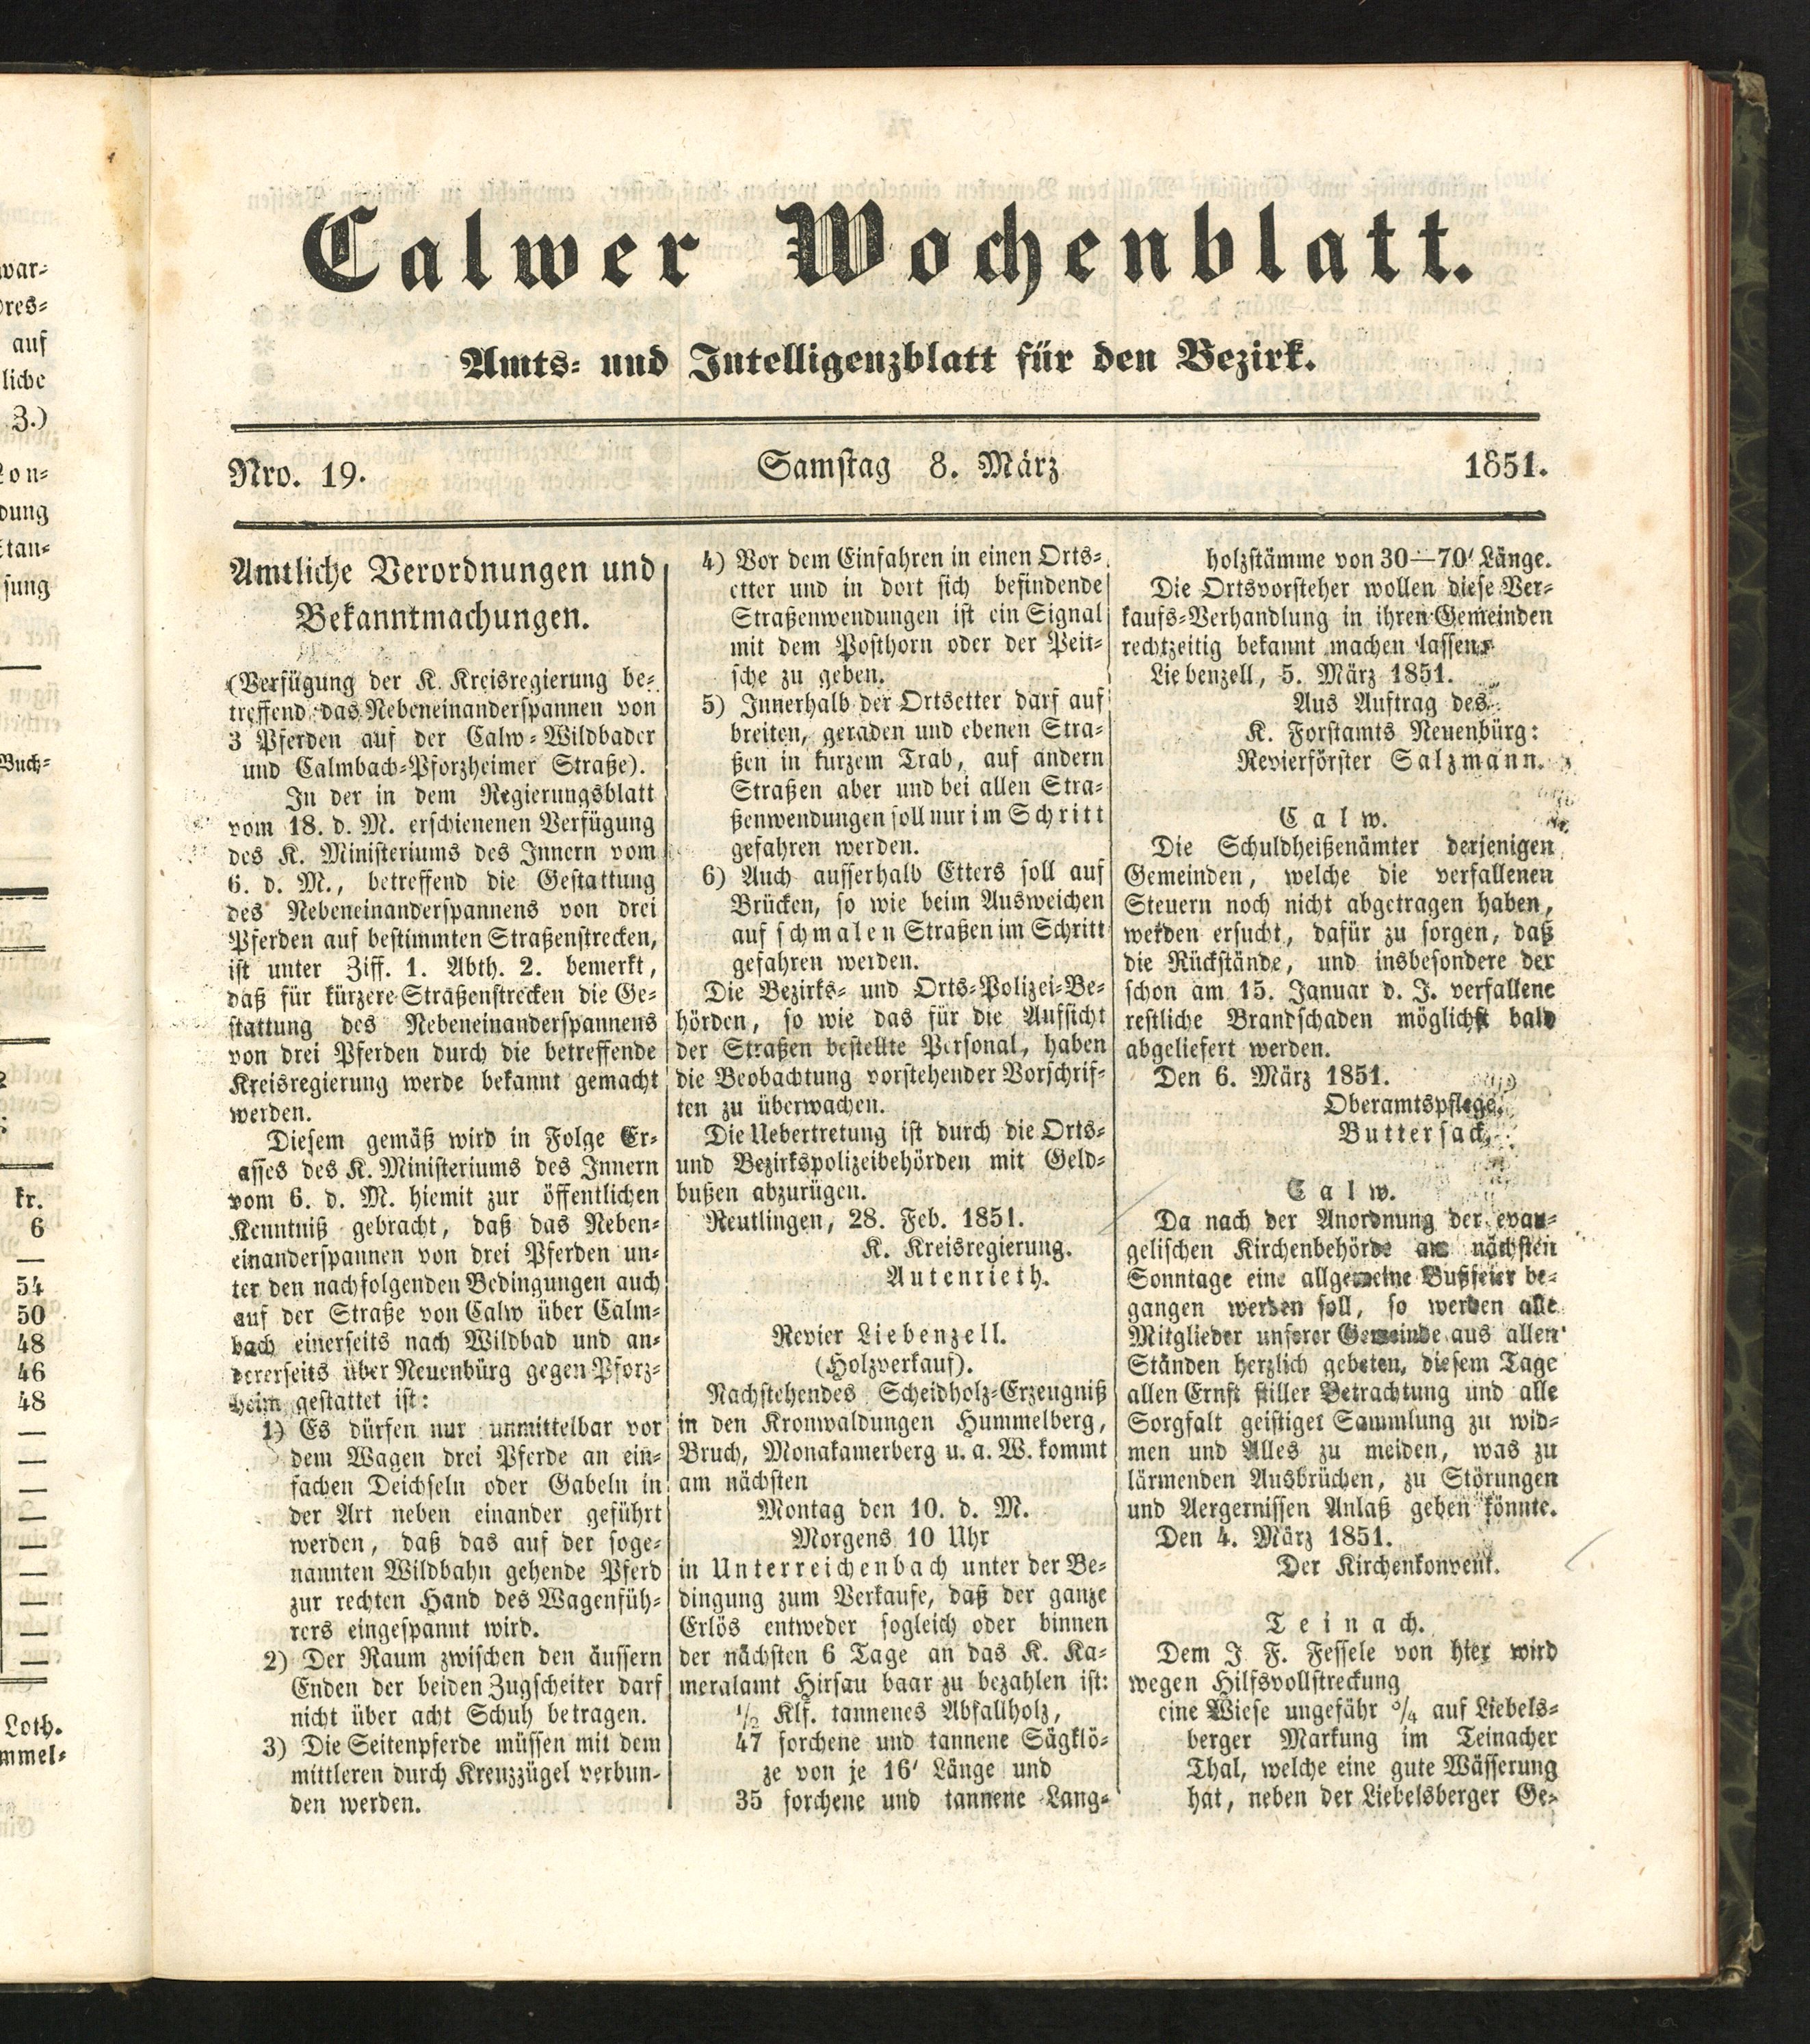 Calwer Wochenblatt.
Amts- und Intelligenzblatt für den Bezirk.
Nro. 19. Samstag 8. März 1851.
Amtliche Verordnungen und
Bekanntmachungen.
(Verfügung der K. Kreisregierung be-
treffend das Nebeneinanderspannen von
3 Pferden auf der Calw-Wildbader
und Calmbach-Pforzheimer Straße).
In der in dem Regierungsblatt
vom 18. d. M. erschienenen Verfügung
des K. Ministeriums des Innern vom
6. d. M., betreffend die Gestattung
des Nebeneinanderspannens von drei
Pferden auf bestimmten Straßenstrecken,
ist unter Ziff. 1. Abth. 2. bemerkt,
daß für kürzere Straßenstrecken die Ge-
stattung des Nebeneinanderspannens
von drei Pferden durch die betreffende
Kreisregierung werde bekannt gemacht
werden.
Diesem gemäß wird in Folge Er-
asses des K. Ministeriums des Innern
vom 6. d. M. hiemit zur öffentlichen
Kenntniß gebracht, daß das Neben-
einanderspannen von drei Pferden un-
ter den nachfolgenden Bedingungen auch
auf der Straße von Calw über Calm-
bach einerseits nach Wildbad und an-
dererseits über Neuenbürg gegen Pforz-
heim gestattet ist:
1) Es dürfen nur unmittelbar vor
dem Wagen drei Pferde an ein-
fachen Deichseln oder Gabeln in
der Art neben einander geführt
werden, daß das auf der soge-
nannten Wildbahn gehende Pferd
zur rechten Hand des Wagenfüh-
rers eingespannt wird.
2) Der Raum zwischen den äussern
Enden der beiden Zugscheiter darf
nicht über acht Schuh betragen.
3) Die Seitenpferde müssen mit dem
mittleren durch Kreuzzügel verbun-
den werden.
4) Vor dem Einfahren in einen Orts-
etter und in dort sich befindende
Straßenwendungen ist ein Signal
mit dem Posthorn oder der Peit-
sche zu geben.
5) Innerhalb der Ortsetter darf auf
breiten, geraden und ebenen Stra-
ßen in kurzem Trab, auf andern
Straßen aber und bei allen Stra-
ßenwendungen soll nur im Schritt
gefahren werden.
6) Auch ausserhalb Etters soll auf
Brücken, so wie beim Ausweichen
auf schmalen Straßen im Schritt
gefahren werden.
Die Bezirks- und Orts-Polizei-Be-
hörden, so wie das für die Aufsicht
der Straßen bestellte Personal, haben
die Beobachtung vorstehender Vorschrif-
ten zu überwachen.
Die Uebertretung ist durch die Orts-
und Bezirkspolizeibehörden mit Geld-
bußen abzurügen.
Reutlingen, 28. Feb. 1851.
K. Kreisregierung.
Autenrieth.
Revier Liebenzell.
(Holzverkauf).
Nachstehendes Scheidholz-Erzeugniß
in den Kronwaldungen Hummelberg,
Bruch, Monakamerberg u. a. W. kommt
am nächsten
Montag den 10. d. M.
Morgens 10 Uhr
in Unterreichenbach unter der Be-
dingung zum Verkaufe, daß der ganze
Erlös entweder sogleich oder binnen
der nächsten 6 Tage an das K. Ka-
meralamt Hirsau baar zu bezahlen ist:
1/2 Klf. tannenes Abfallholz,
47 forchene und tannene Sägklö-
ze von je 16' Länge und
35 forchene und tannene Lang-
holzstämme von 30—70' Länge.
Die Ortsvorsteher wollen diese Ver-
kaufs-Verhandlung in ihren Gemeinden
rechtzeitig bekannt machen lassen.
Liebenzell, 5. März 1851.
Aus Auftrag des
K. Forstamts Neuenbürg:
Revierförster Salzmann.
Calw.
Die Schuldheißenämter derjenigen
Gemeinden, welche die verfallenen
Steuern noch nicht abgetragen haben,
werden ersucht, dafür zu sorgen, daß
die Rückstände, und insbesondere der
schon am 15. Januar d. J. verfallene
restliche Brandschaden möglichst bald
abgeliefert werden.
Den 6. März 1851.
Oberamtspflege.
Buttersack.
Calw.
Da nach der Anordnung der evan-
gelischen Kirchenbehörde am nächsten
Sonntage eine allgemeine Bußfeier be-
gangen werden soll, so werden alle
Mitglieder unserer Gemeinde aus allen
Ständen herzlich gebeten, diesem Tage
allen Ernst stiller Betrachtung und alle
Sorgfalt geistiger Sammlung zu wid-
men und Alles zu meiden, was zu
lärmenden Ausbrüchen, zu Störungen
und Aergernissen Anlaß geben könnte.
Den 4. März 1851.
Der Kirchenkonvent.
Teinach.
Dem J F. Fessele von hier wird
wegen Hilfsvollstreckung
eine Wiese ungefähr 3/4 auf Liebels-
berger Markung im Teinacher
Thal, welche eine gute Wässerung
hat, neben der Liebelsberger Ge-